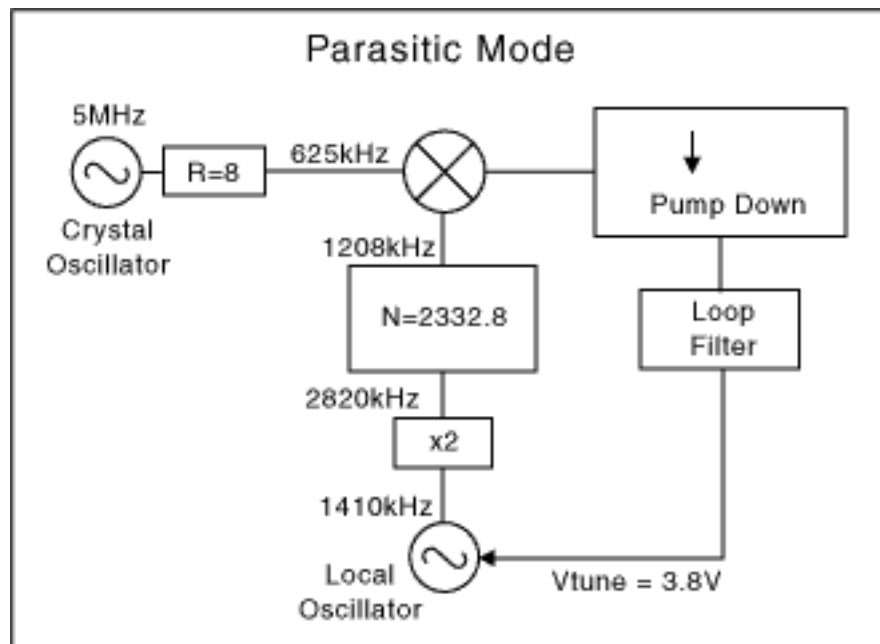 Parasitic Mode
5MHz
R=8
625kHz
Crystal
Oscillator
Pump Down
1208kHz
N=2332.8
Loop
Filter
2820kHz
x2
1410kHz
Local
Oscillator
Vtune = 3.8V